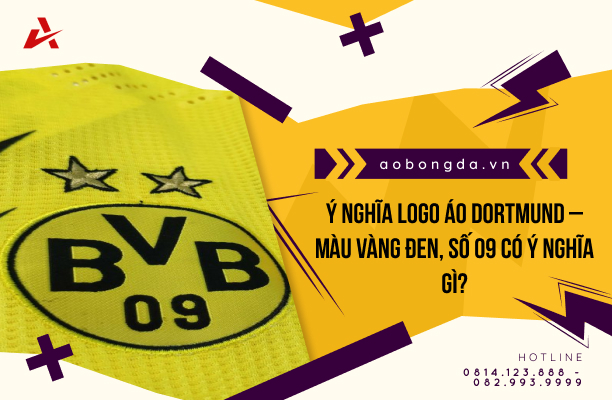 aobongda.vn
Ý NGHĨA LOGO ÁO DORTMUND –
MÀU VÀNG ĐEN, SỐ 09 CÓ Ý NGHĨA
GÌ?
BVB
09
HOTLINE
0814.123.888 -
082.993.9999